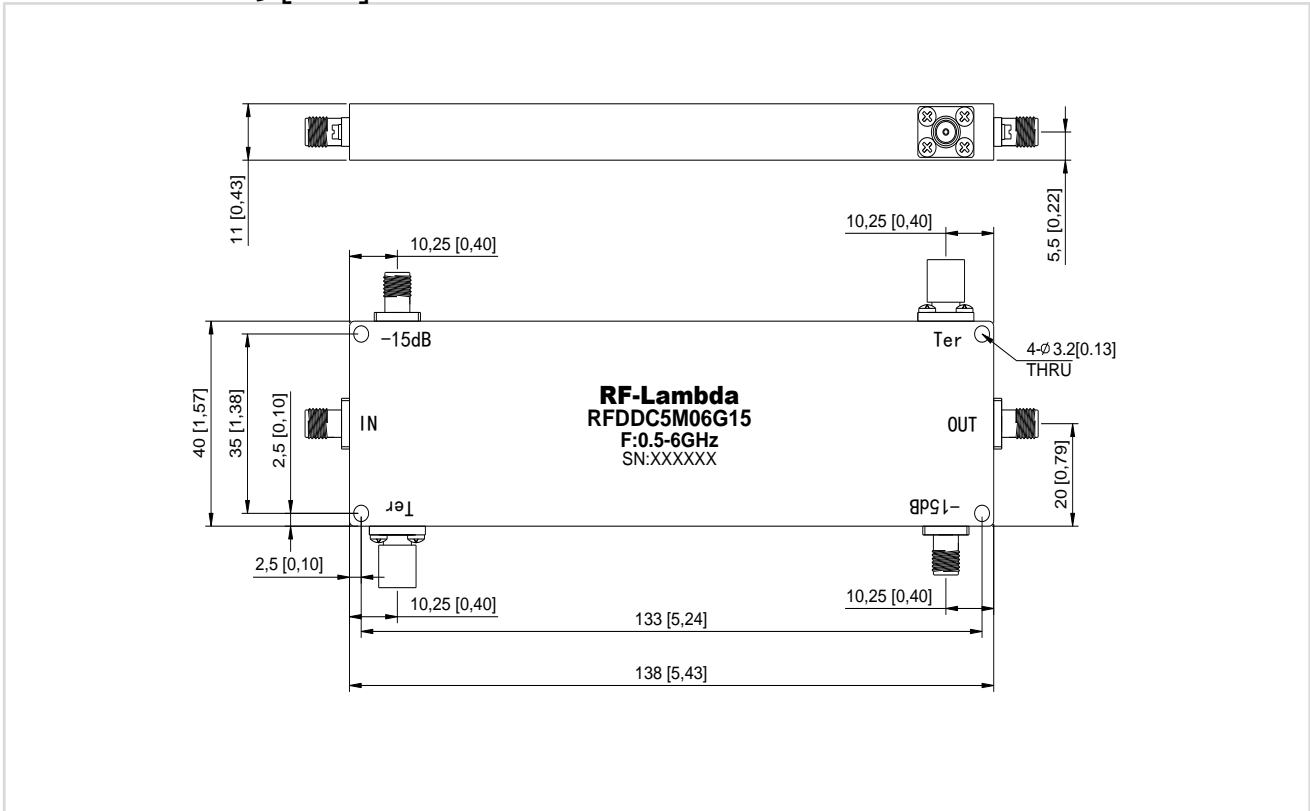 11 [0,43]
5,5 [0,22]
10,25 [0,40]
10,25 [0,40]
-15dB
Ter
4-Ø3.2[0.13]
THRU
40 [1,57]
35 [1,38]
2,5 [0,10]
IN
RF-Lambda
RFDDC5M06G15
F:0.5-6GHz
SN:XXXXXX
OUT
20 [0,79]
Ter
-15dB
2,5 [0,10]
10,25 [0,40]
10,25 [0,40]
133 [5,24]
138 [5,43]